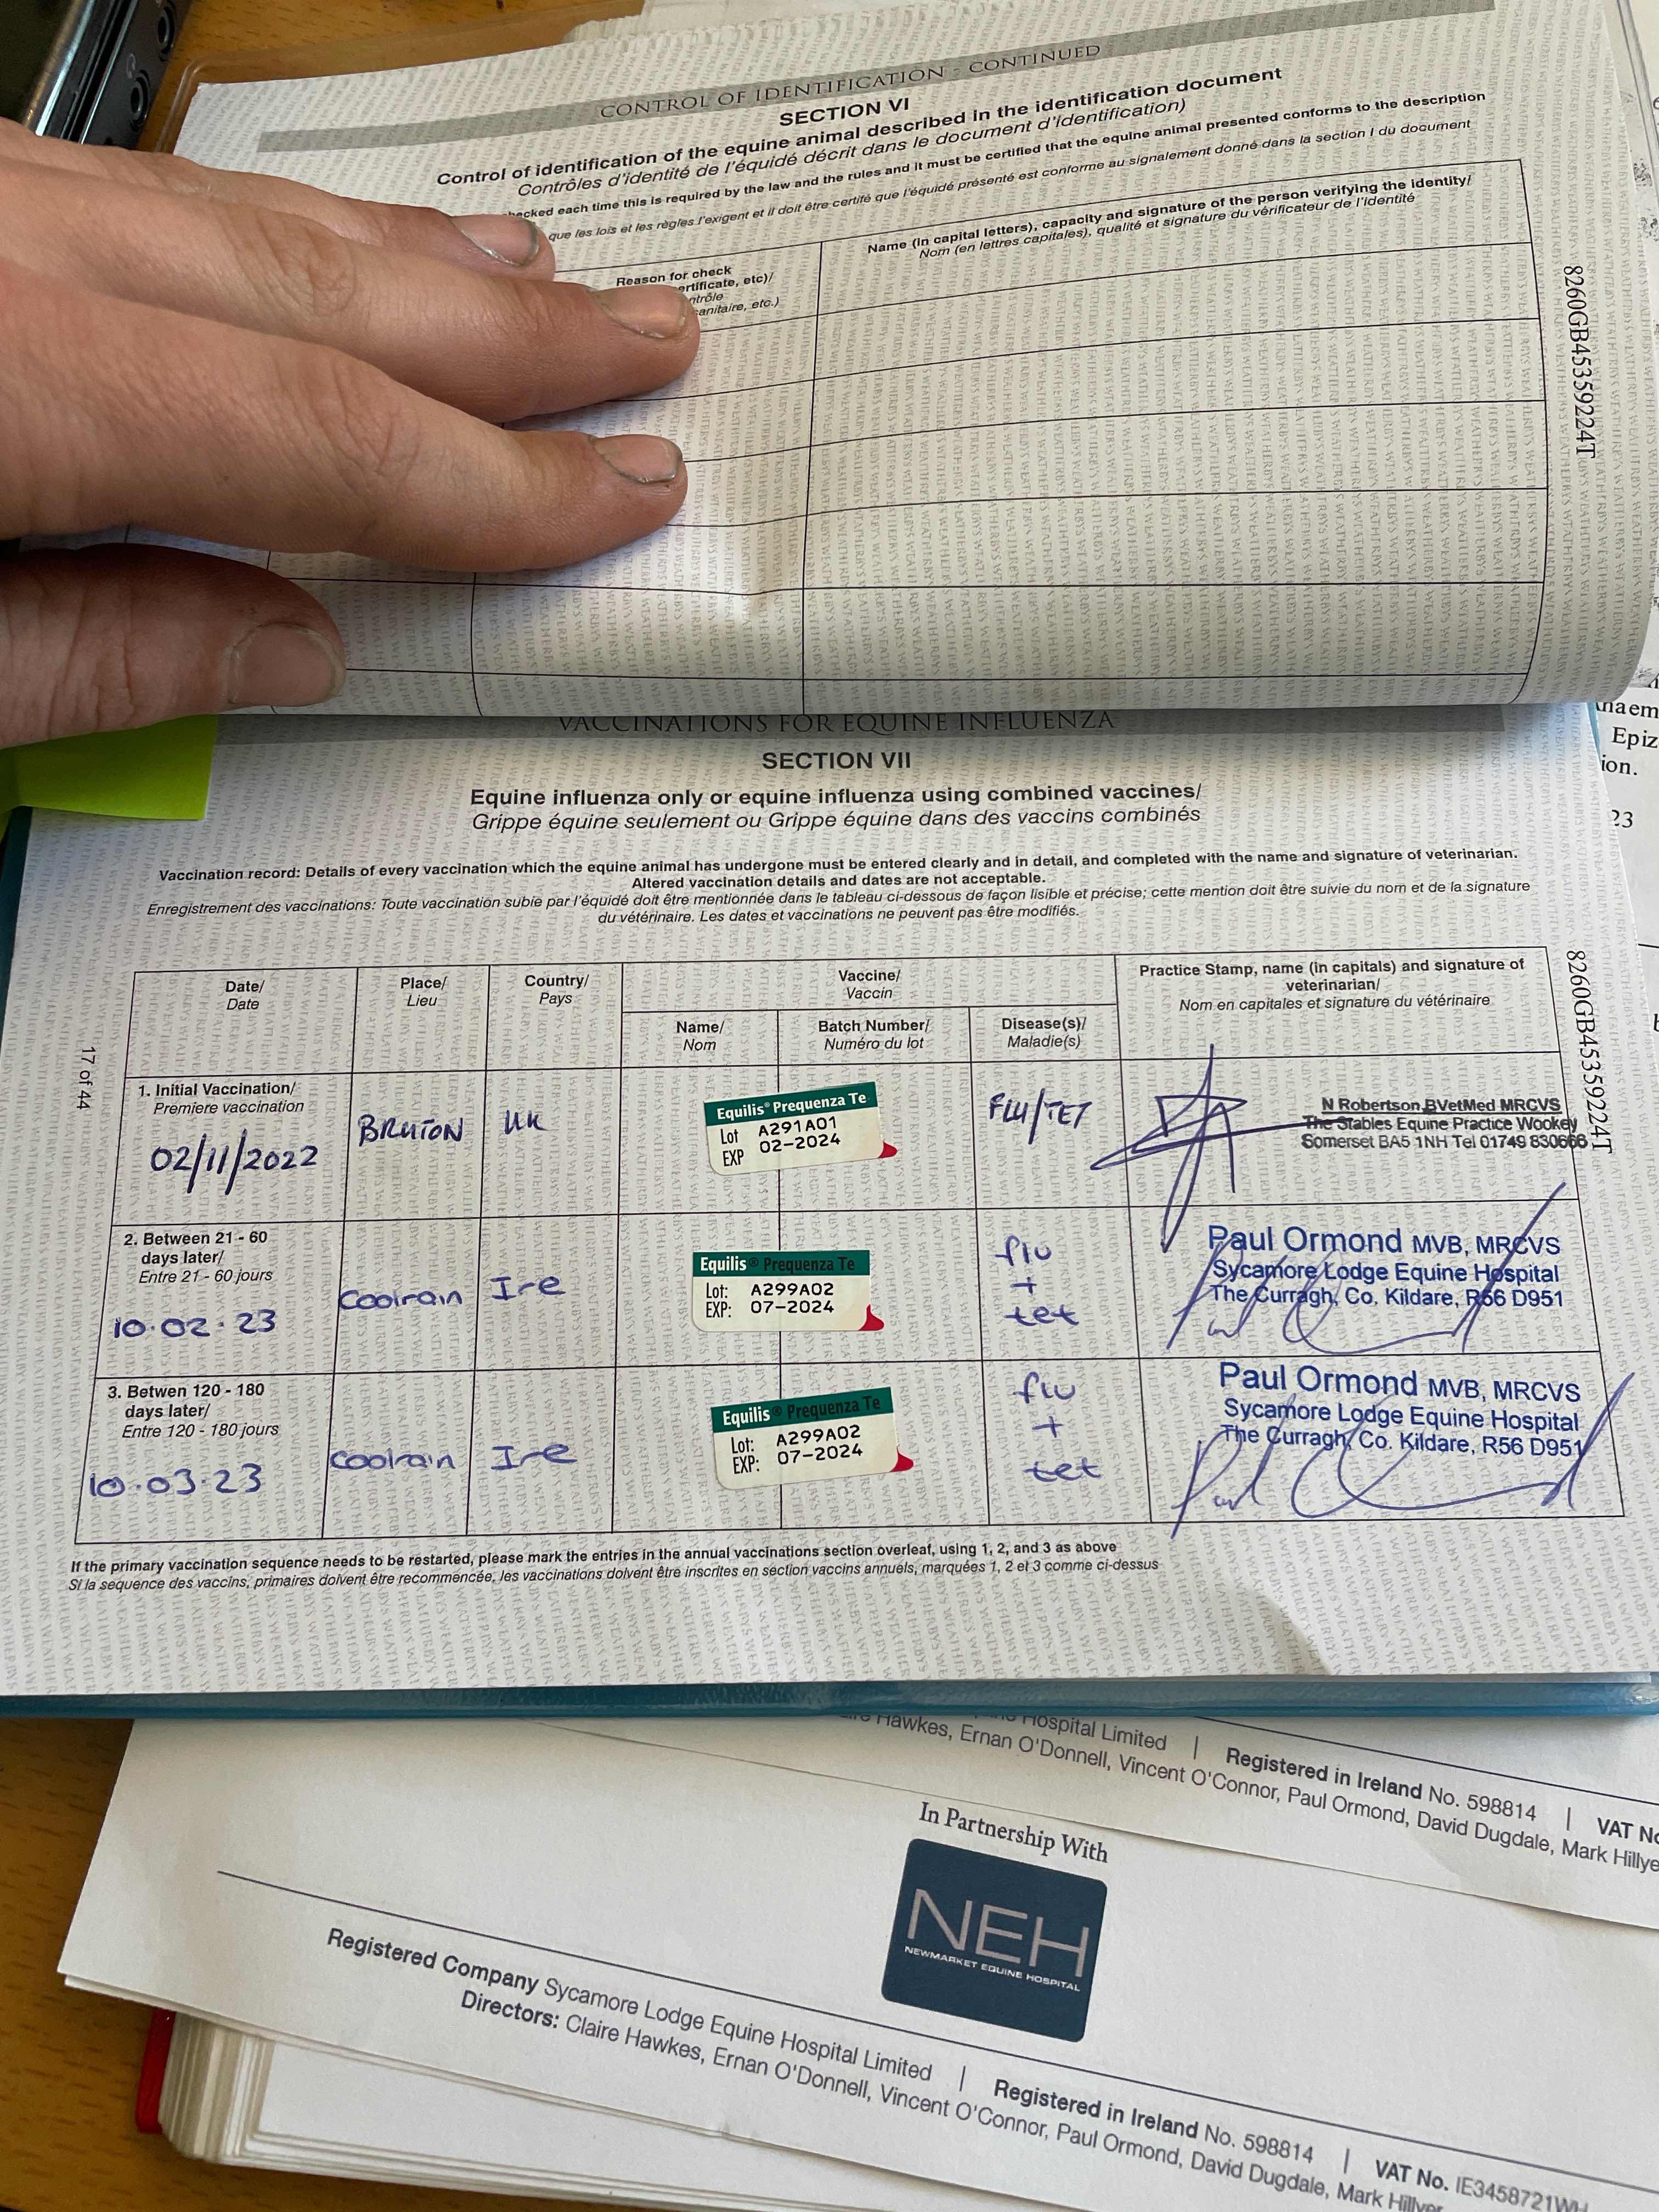 CONTROL OF IDENTIFICATION - CONTINUED
SECTION VI
Control of identification of the equine animal described in the identification document
Contrôles d'identité de l'équidé décrit dans le document d'identification)
checked each time this is required by the law and the rules and it must be certified that the equine animal presented conforms to the description
que les lois et les règles l'exigent et il doit être certifé que l'équidé présenté est conforme au signalement donné dans la section I du document
Reason for check
ertificate, etc)/
ntrôle
anitaire, etc.)
Name (in capital letters), capacity and signature of the person verifying the identity/
Nom (en lettres capitales), qualité et signature du vérificateur de l'identité
8260GB45359224T
VACCINATIONS FOR EQUINE INFLUENZA
SECTION VII
Equine influenza only or equine influenza using combined vaccines/
Grippe équine seulement ou Grippe équine dans des vaccins combinés
Vaccination record: Details of every vaccination which the equine animal has undergone must be entered clearly and in detail, and completed with the name and signature of veterinarian.
Altered vaccination details and dates are not acceptable.
Enregistrement des vaccinations: Toute vaccination subie par l'équidé doit être mentionnée dans le tableau ci-dessous de façon lisible et précise; cette mention doit être suivie du nom et de la signature
du vétérinaire. Les dates et vaccinations ne peuvent pas être modifiés.
Date/
Date
Place/
Lieu
Country/
Pays
Vaccine/
Vaccin
Name/
Nom
Batch Number/
Numéro du lot
Disease(s)/
Maladie(s)
Practice Stamp, name (in capitals) and signature of
veterinarian/
Nom en capitales et signature du vétérinaire
8260GB45359224T
17 of 44
1. Initial Vaccination/
Premiere vaccination
02/11/2022
BRUTON
UK
Equilis® Prequenza Te
Lot A291A01
EXP 02-2024
FLU/TET
N Robertson BVetMed MRCVS
The Stables Equine Practice Wookey
Somerset BA5 1NH Tel 01749 830666
2. Between 21 - 60
days later/
Entre 21 - 60 jours
10.02.23
Coolrain
Ire
Equilis® Prequenza Te
Lot: A299A02
EXP: 07-2024
flu
+
tet
Paul Ormond MVB, MRCVS
Sycamore Lodge Equine Hospital
The Curragh, Co. Kildare, R56 D951
3. Betwen 120 - 180
days later/
Entre 120 - 180 jours
10.03.23
Coolrain
Ire
Equilis® Prequenza Te
Lot: A299A02
EXP: 07-2024
flu
+
tet
Paul Ormond MVB, MRCVS
Sycamore Lodge Equine Hospital
The Curragh, Co. Kildare, R56 D951
If the primary vaccination sequence needs to be restarted, please mark the entries in the annual vaccinations section overleaf, using 1, 2, and 3 as above
Si la sequence des vaccins, primaires doivent être recommencée, les vaccinations doivent être inscrites en section vaccins annuels, marquées 1, 2 et 3 comme ci-dessus
Epiz
ion.
23
Hospital Limited | Registered in Ireland No. 598814 | VAT No
Hawkes, Ernan O'Donnell, Vincent O'Connor, Paul Ormond, David Dugdale, Mark Hillye
In Partnership With
NEH
NEWMARKET EQUINE HOSPITAL
Registered Company Sycamore Lodge Equine Hospital Limited | Registered in Ireland No. 598814 | VAT No. IE3458721WH
Directors: Claire Hawkes, Ernan O'Donnell, Vincent O'Connor, Paul Ormond, David Dugdale, Mark Hillyer